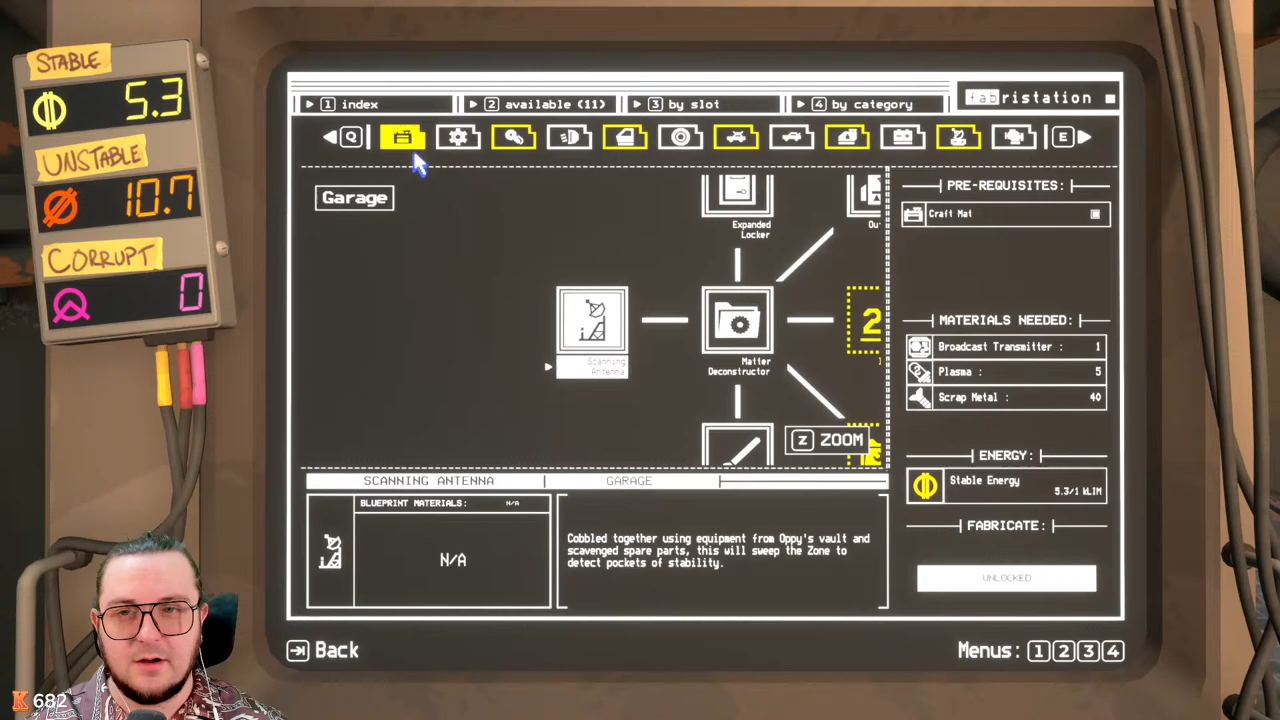 STABLE
5.3
UNSTABLE
10.7
CORRUPT
0
1 index
2 available (11)
3 by slot
4 by category
fabristation
Q
E
Garage
Expanded
Locker
Ou
Scanning
Antenna
Matter
Deconstructor
2
z ZOOM
PRE-REQUISITES:
Craft Mat
MATERIALS NEEDED:
Broadcast Transmitter : 1
Plasma : 5
Scrap Metal : 40
ENERGY:
Stable Energy
5.3/1 kLIM
FABRICATE:
UNLOCKED
SCANNING ANTENNA
GARAGE
BLUEPRINT MATERIALS: N/A
N/A
Cobbled together using equipment from Oppy's vault and
scavenged spare parts, this will sweep the Zone to
detect pockets of stability.
Back
Menus: 1 2 3 4
K 682